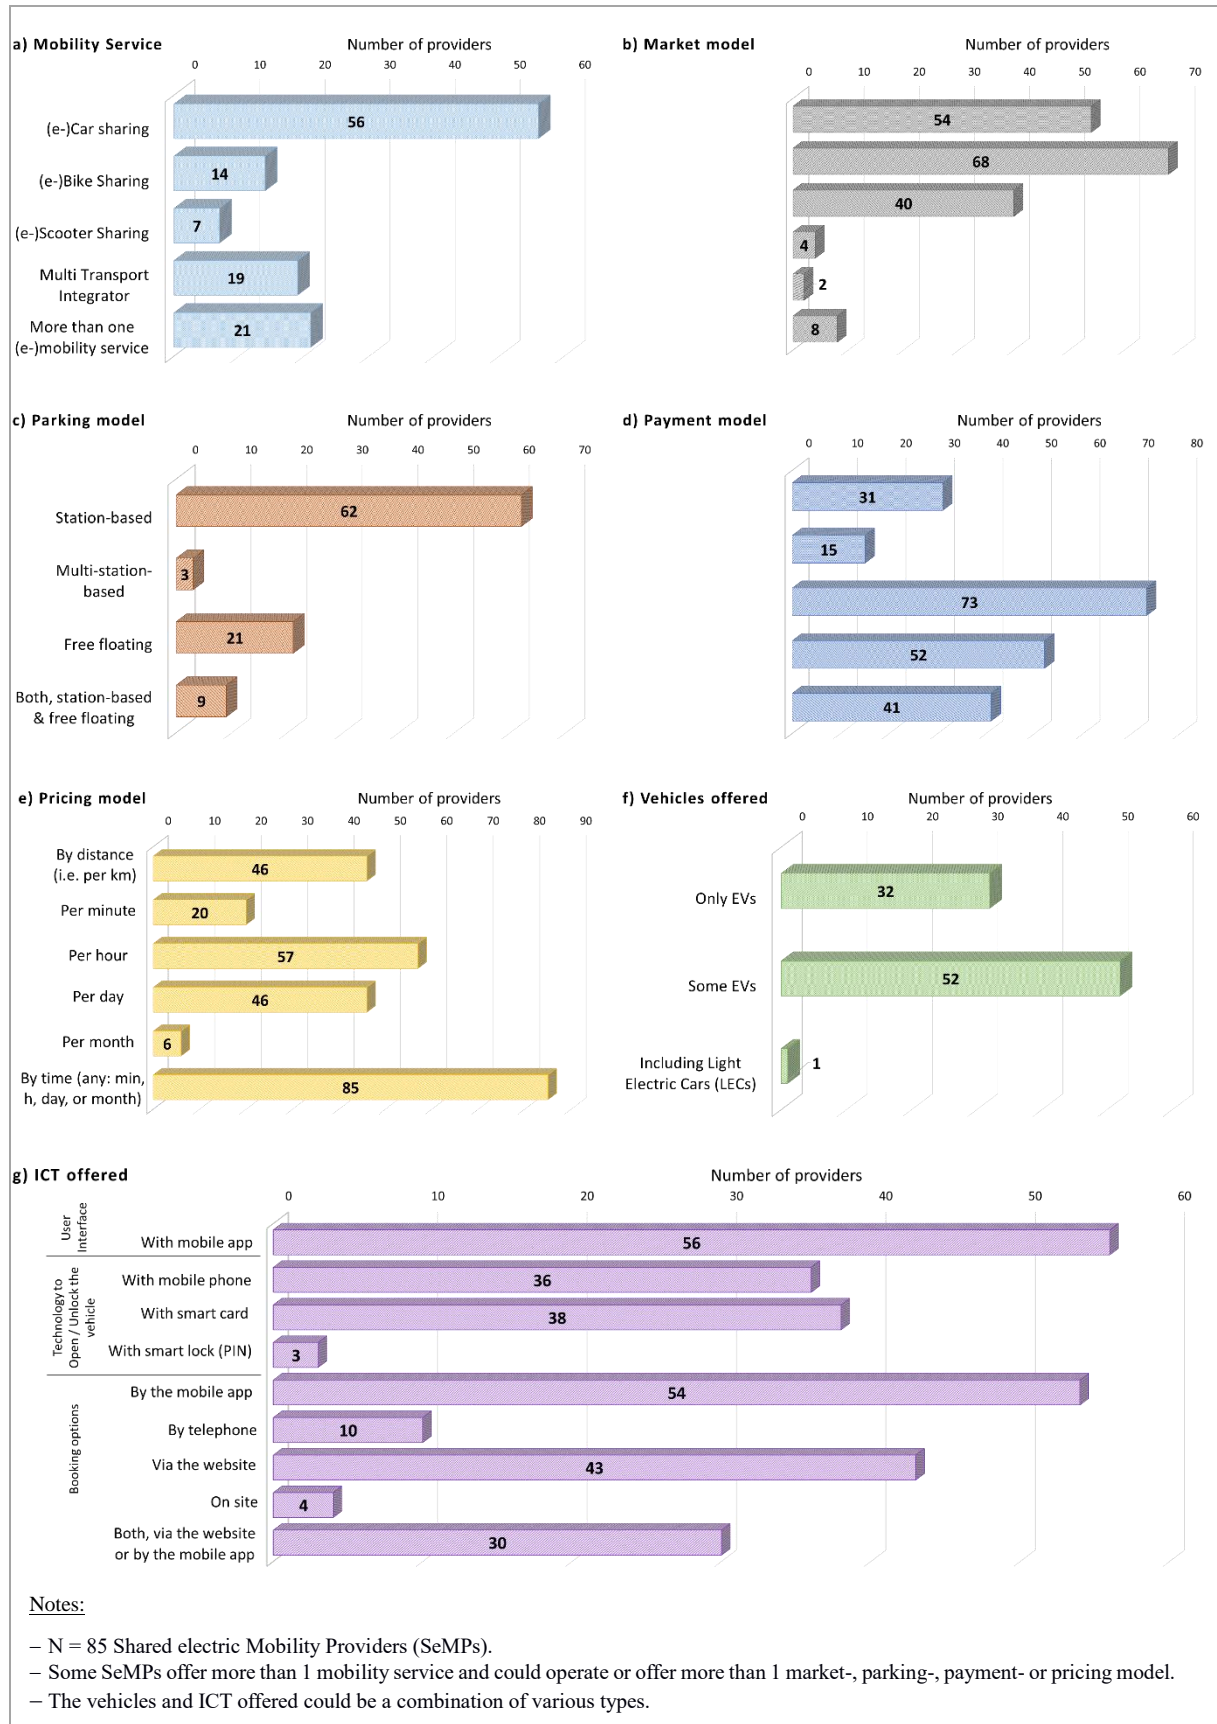 a) Mobility Service
Number of providers
0 10 20 30 40 50 60
(e-)Car sharing
56
(e-)Bike Sharing
14
(e-)Scooter Sharing
7
Multi Transport
Integrator
19
More than one
(e-)mobility service
21
b) Market model
Number of providers
0 10 20 30 40 50 60 70
54
68
40
4
2
8
c) Parking model
Number of providers
0 10 20 30 40 50 60 70
Station-based
62
Multi-station-
based
3
Free floating
21
Both, station-based
& free floating
9
d) Payment model
Number of providers
0 10 20 30 40 50 60 70 80
31
15
73
52
41
e) Pricing model
Number of providers
0 10 20 30 40 50 60 70 80 90
By distance
(i.e. per km)
46
Per minute
20
Per hour
57
Per day
46
Per month
6
By time (any: min,
h, day, or month)
85
f) Vehicles offered
Number of providers
0 10 20 30 40 50 60
Only EVs
32
Some EVs
52
Including Light
Electric Cars (LECs)
1
g) ICT offered
Number of providers
0 10 20 30 40 50 60
User
Interface
With mobile app
56
Technology to
Open / Unlock the
vehicle
With mobile phone
36
With smart card
38
With smart lock (PIN)
3
Booking options
By the mobile app
54
By telephone
10
Via the website
43
On site
4
Both, via the website
or by the mobile app
30
Notes:
– N = 85 Shared electric Mobility Providers (SeMPs).
– Some SeMPs offer more than 1 mobility service and could operate or offer more than 1 market-, parking-, payment- or pricing model.
– The vehicles and ICT offered could be a combination of various types.